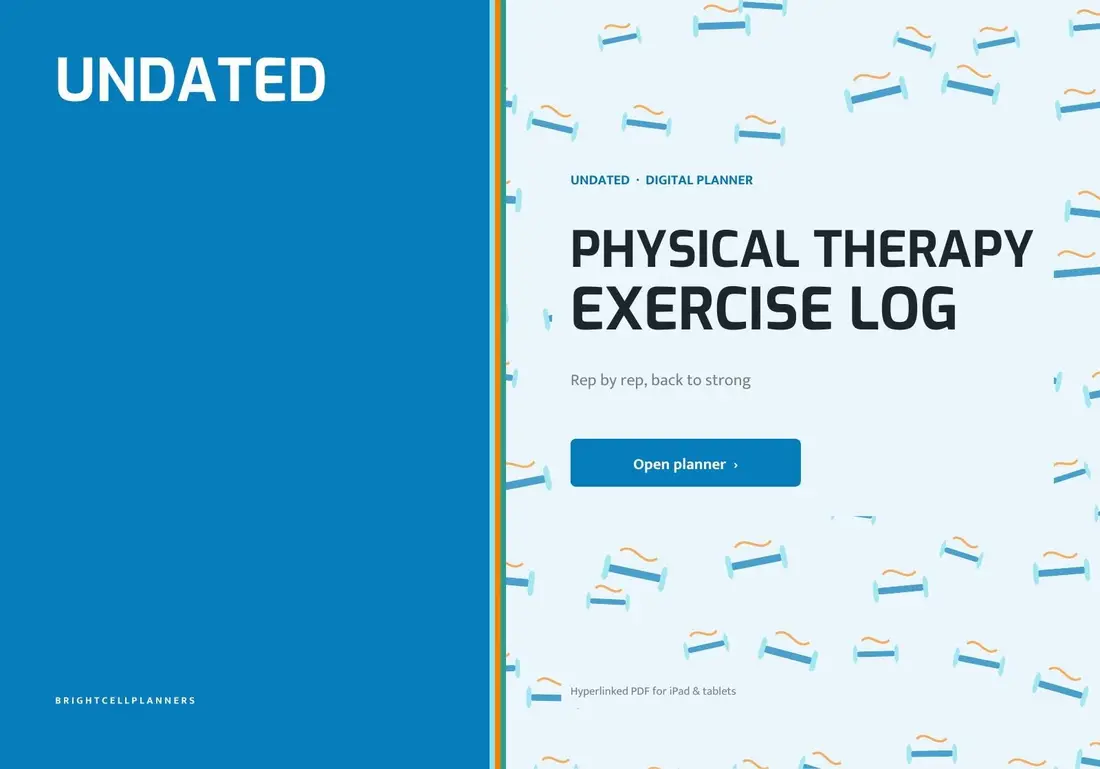 UNDATED
BRIGHTCELLPLANNERS
UNDATED · DIGITAL PLANNER
PHYSICAL THERAPY
EXERCISE LOG
Rep by rep, back to strong
Open planner ›
Hyperlinked PDF for iPad & tablets